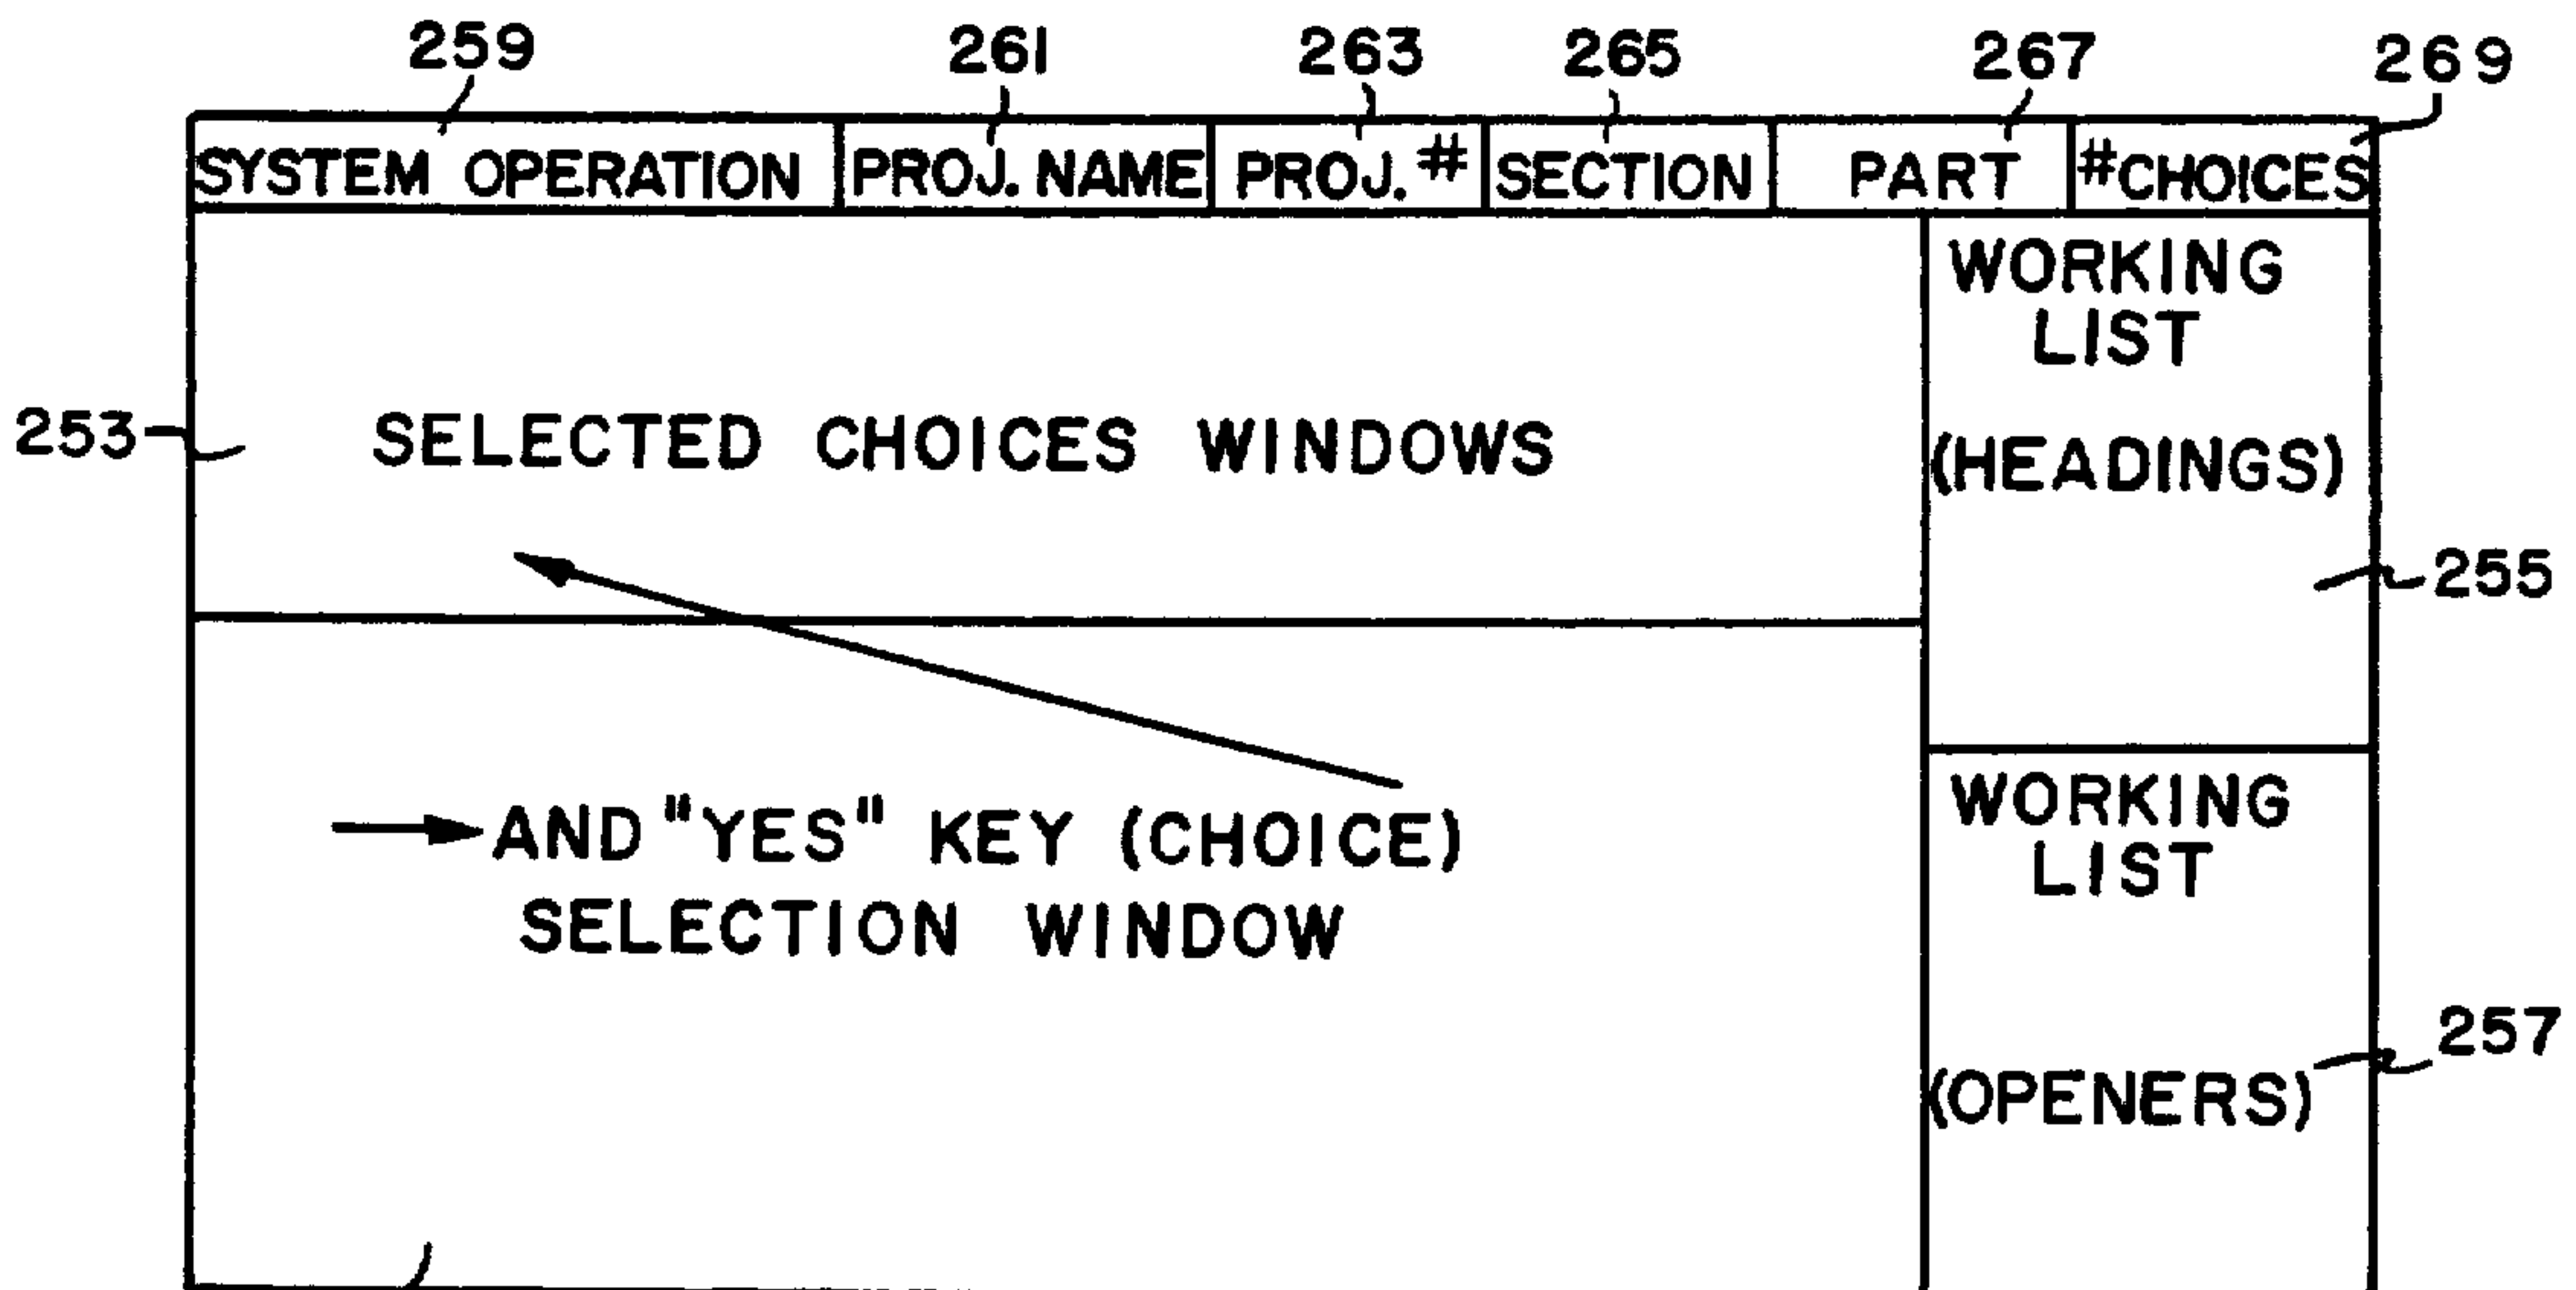 259 261 263 265 267 269
SYSTEM OPERATION PROJ. NAME PROJ. # SECTION PART #CHOICES
WORKING
LIST
253 SELECTED CHOICES WINDOWS (HEADINGS)
255
WORKING
AND "YES" KEY (CHOICE) LIST
SELECTION WINDOW
257
(OPENERS)